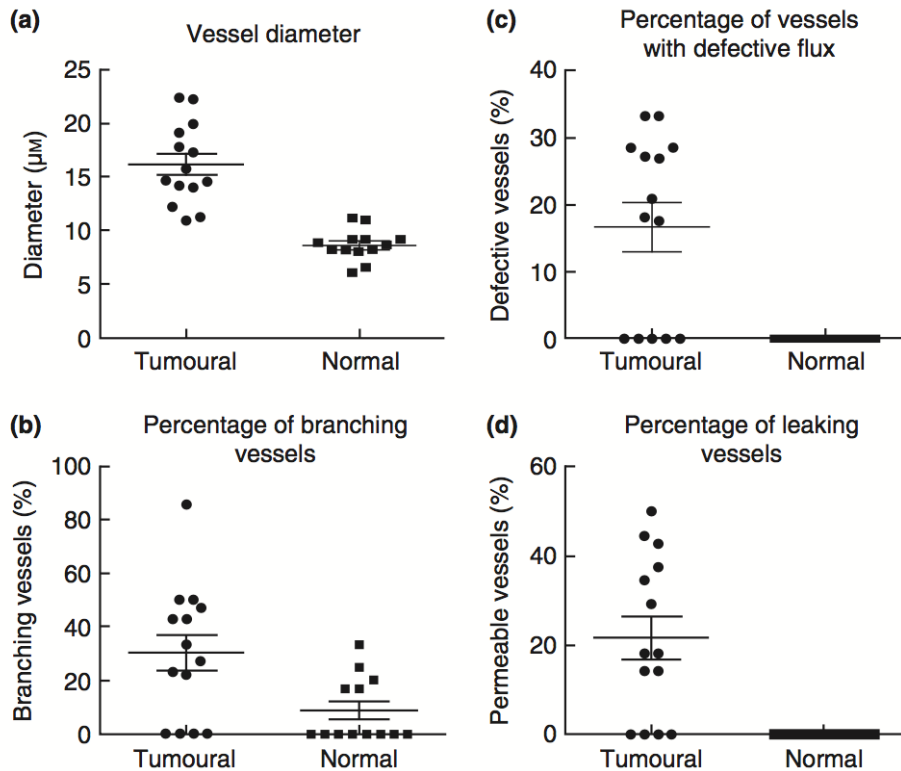 (a)
Vessel diameter
Diameter (µM)
25
20
15
10
5
0
Tumoural Normal
(c)
Percentage of vessels
with defective flux
Defective vessels (%)
40
30
20
10
0
Tumoural Normal
(b)
Percentage of branching
vessels
Branching vessels (%)
100
80
60
40
20
0
Tumoural Normal
(d)
Percentage of leaking
vessels
Permeable vessels (%)
60
40
20
0
Tumoural Normal